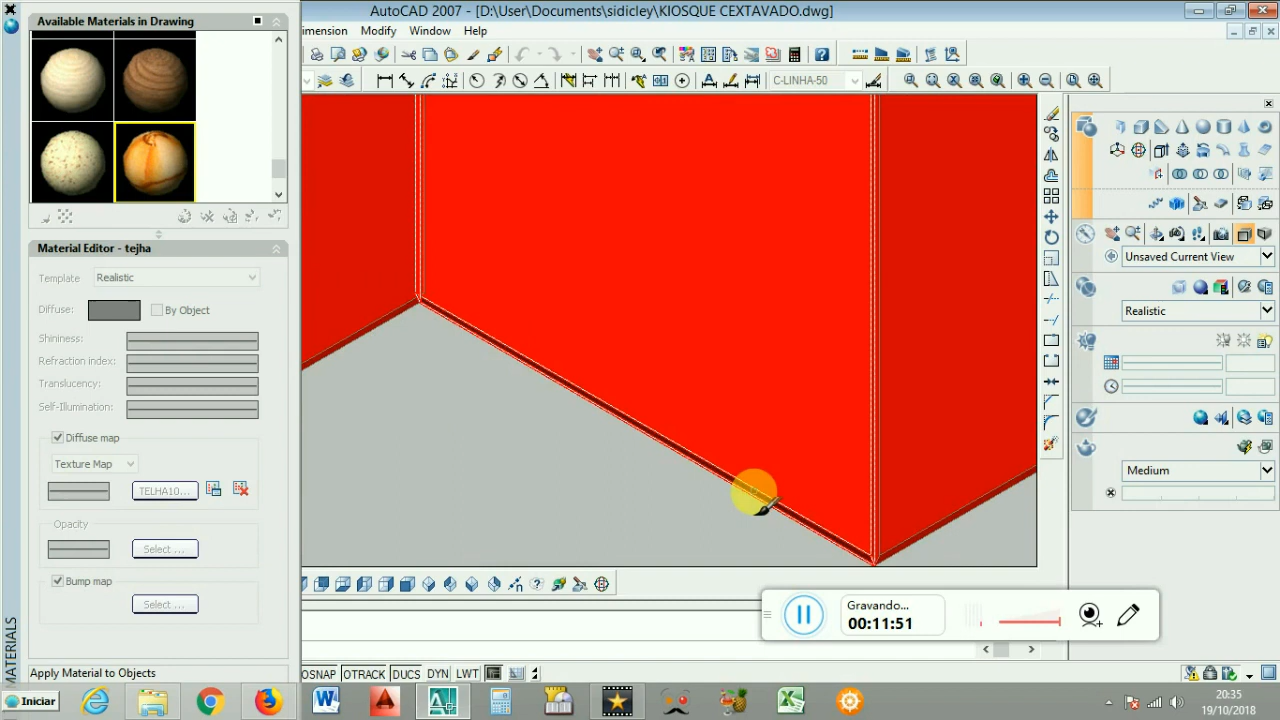 Available Materials in Drawing
AutoCAD 2007 - [D:\User\Documents\sidicley\KIOSQUE CEXTAVADO.dwg]
imension Modify Window Help
C-LINHA-50
Material Editor - tejha
Template Realistic
Diffuse: By Object
Shininess:
Refraction index:
Translucency:
Self-Illumination:
Diffuse map
Texture Map
TELHA10...
Opacity
Select ...
Bump map
Select ...
MATERIALS
Apply Material to Objects
Unsaved Current View
Realistic
Medium
Gravando...
00:11:51
OSNAP OTRACK DUCS DYN LWT
Iniciar
20:35
19/10/2018